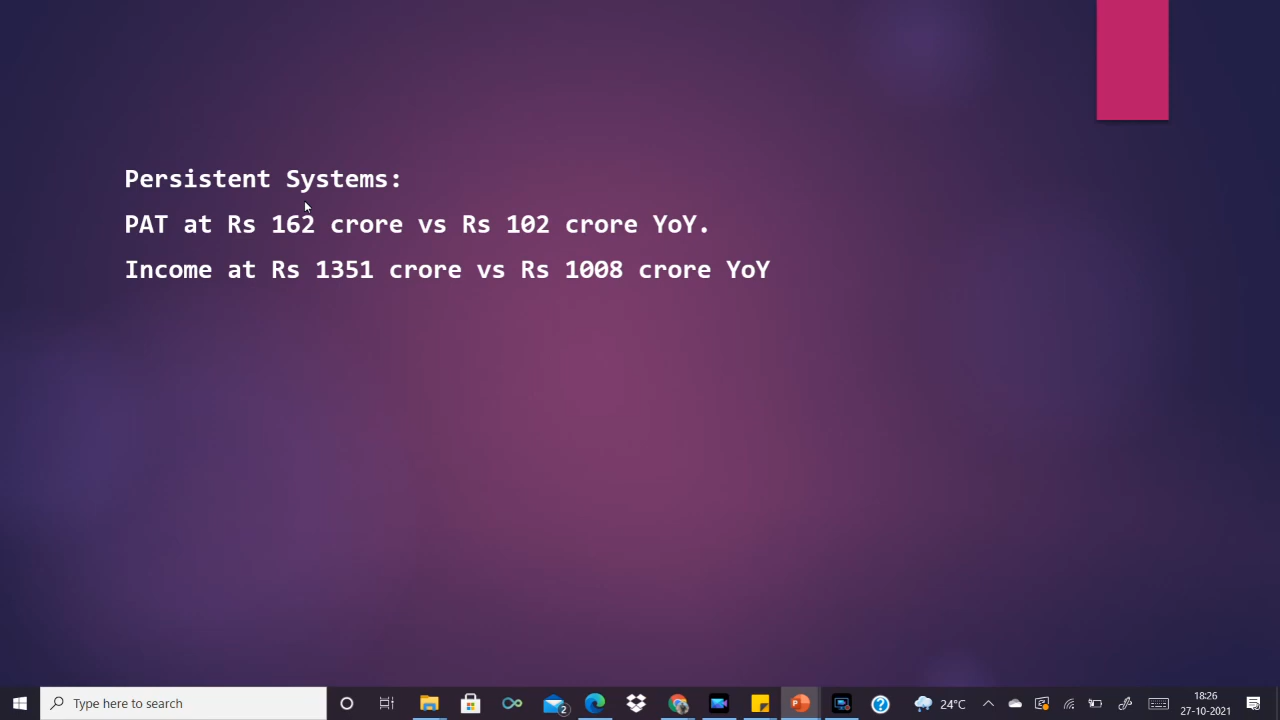 Persistent Systems:
PAT at Rs 162 crore vs Rs 102 crore YoY.
Income at Rs 1351 crore vs Rs 1008 crore YoY
Type here to search
2
24°C
18:26
27-10-2021